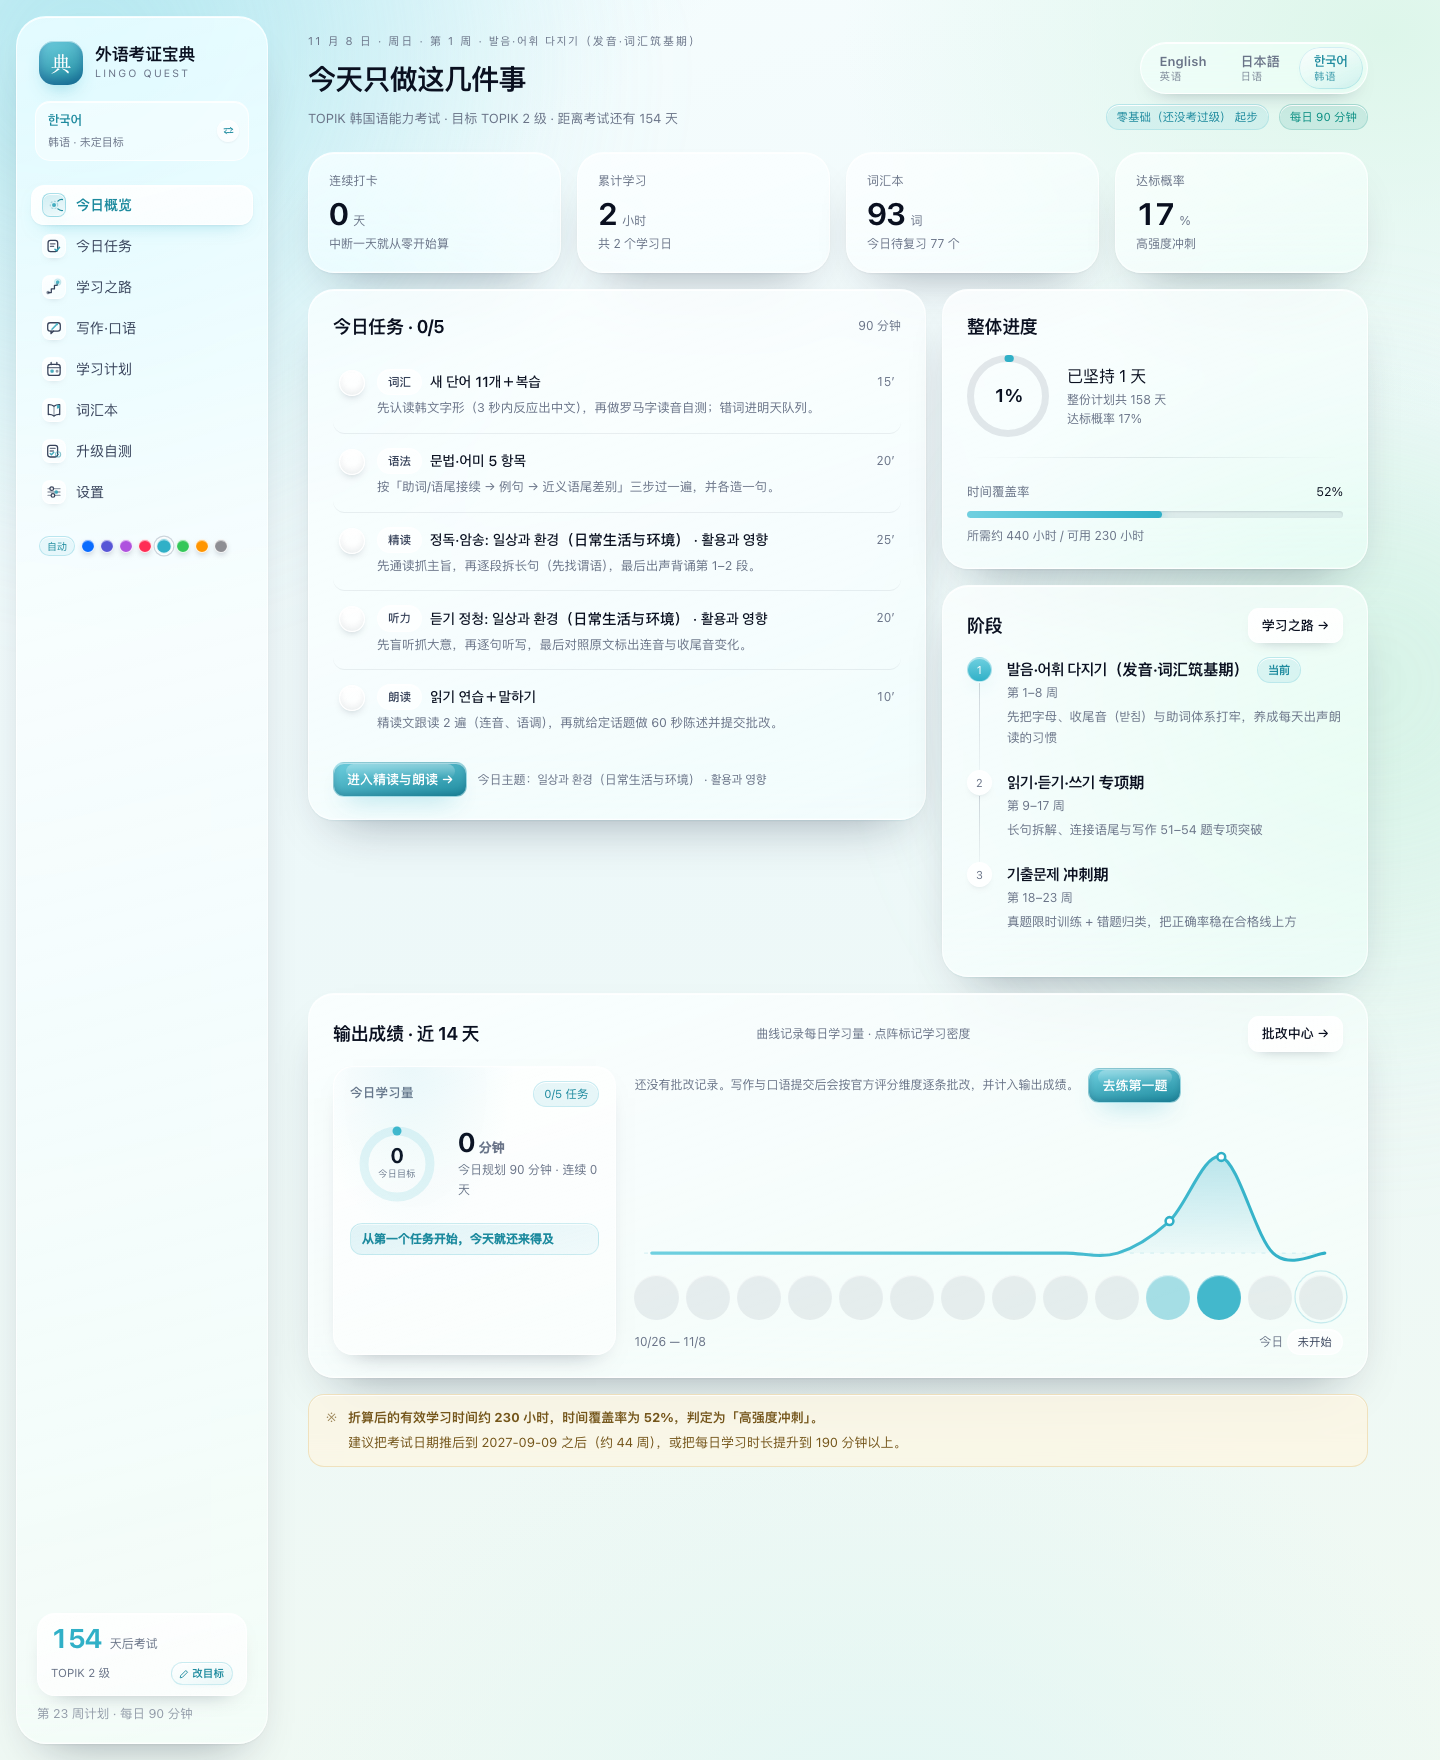 典
外语考证宝典
LINGO QUEST
한국어
韩语 · 未定目标
今日概览
今日任务
学习之路
写作·口语
学习计划
词汇本
升级自测
设置
自动
154 天后考试
TOPIK 2 级
改目标
第 23 周计划 · 每日 90 分钟
11 月 8 日 · 周日 · 第 1 周 · 발음·어휘 다지기（发音·词汇筑基期）
今天只做这几件事
TOPIK 韩国语能力考试 · 目标 TOPIK 2 级 · 距离考试还有 154 天
English
英语
日本語
日语
한국어
韩语
零基础（还没考过级） 起步
每日 90 分钟
连续打卡
0 天
中断一天就从零开始算
累计学习
2 小时
共 2 个学习日
词汇本
93 词
今日待复习 77 个
达标概率
17 %
高强度冲刺
今日任务 · 0/5
90 分钟
词汇 새 단어 11개＋복습 15′
先认读韩文字形（3 秒内反应出中文），再做罗马字读音自测；错词进明天队列。
语法 문법·어미 5 항목 20′
按「助词/语尾接续 → 例句 → 近义语尾差别」三步过一遍，并各造一句。
精读 정독·암송: 일상과 환경（日常生活与环境） · 활용과 영향 25′
先通读抓主旨，再逐段拆长句（先找谓语），最后出声背诵第 1–2 段。
听力 듣기 정청: 일상과 환경（日常生活与环境） · 활용과 영향 20′
先盲听抓大意，再逐句听写，最后对照原文标出连音与收尾音变化。
朗读 읽기 연습＋말하기 10′
精读文跟读 2 遍（连音、语调），再就给定话题做 60 秒陈述并提交批改。
进入精读与朗读 →
今日主题：일상과 환경（日常生活与环境） · 활용과 영향
整体进度
1%
已坚持 1 天
整份计划共 158 天
达标概率 17%
时间覆盖率 52%
所需约 440 小时 / 可用 230 小时
阶段
学习之路 →
1 발음·어휘 다지기（发音·词汇筑基期） 当前
第 1–8 周
先把字母、收尾音（받침）与助词体系打牢，养成每天出声朗
读的习惯
2 읽기·듣기·쓰기 专项期
第 9–17 周
长句拆解、连接语尾与写作 51–54 题专项突破
3 기출문제 冲刺期
第 18–23 周
真题限时训练 + 错题归类，把正确率稳在合格线上方
输出成绩 · 近 14 天
曲线记录每日学习量 · 点阵标记学习密度
批改中心 →
今日学习量
0/5 任务
0
今日目标
0 分钟
今日规划 90 分钟 · 连续 0
天
从第一个任务开始，今天就还来得及
还没有批改记录。写作与口语提交后会按官方评分维度逐条批改，并计入输出成绩。
去练第一题
10/26 — 11/8
今日 未开始
※ 折算后的有效学习时间约 230 小时，时间覆盖率为 52%，判定为「高强度冲刺」。
建议把考试日期推后到 2027-09-09 之后（约 44 周），或把每日学习时长提升到 190 分钟以上。